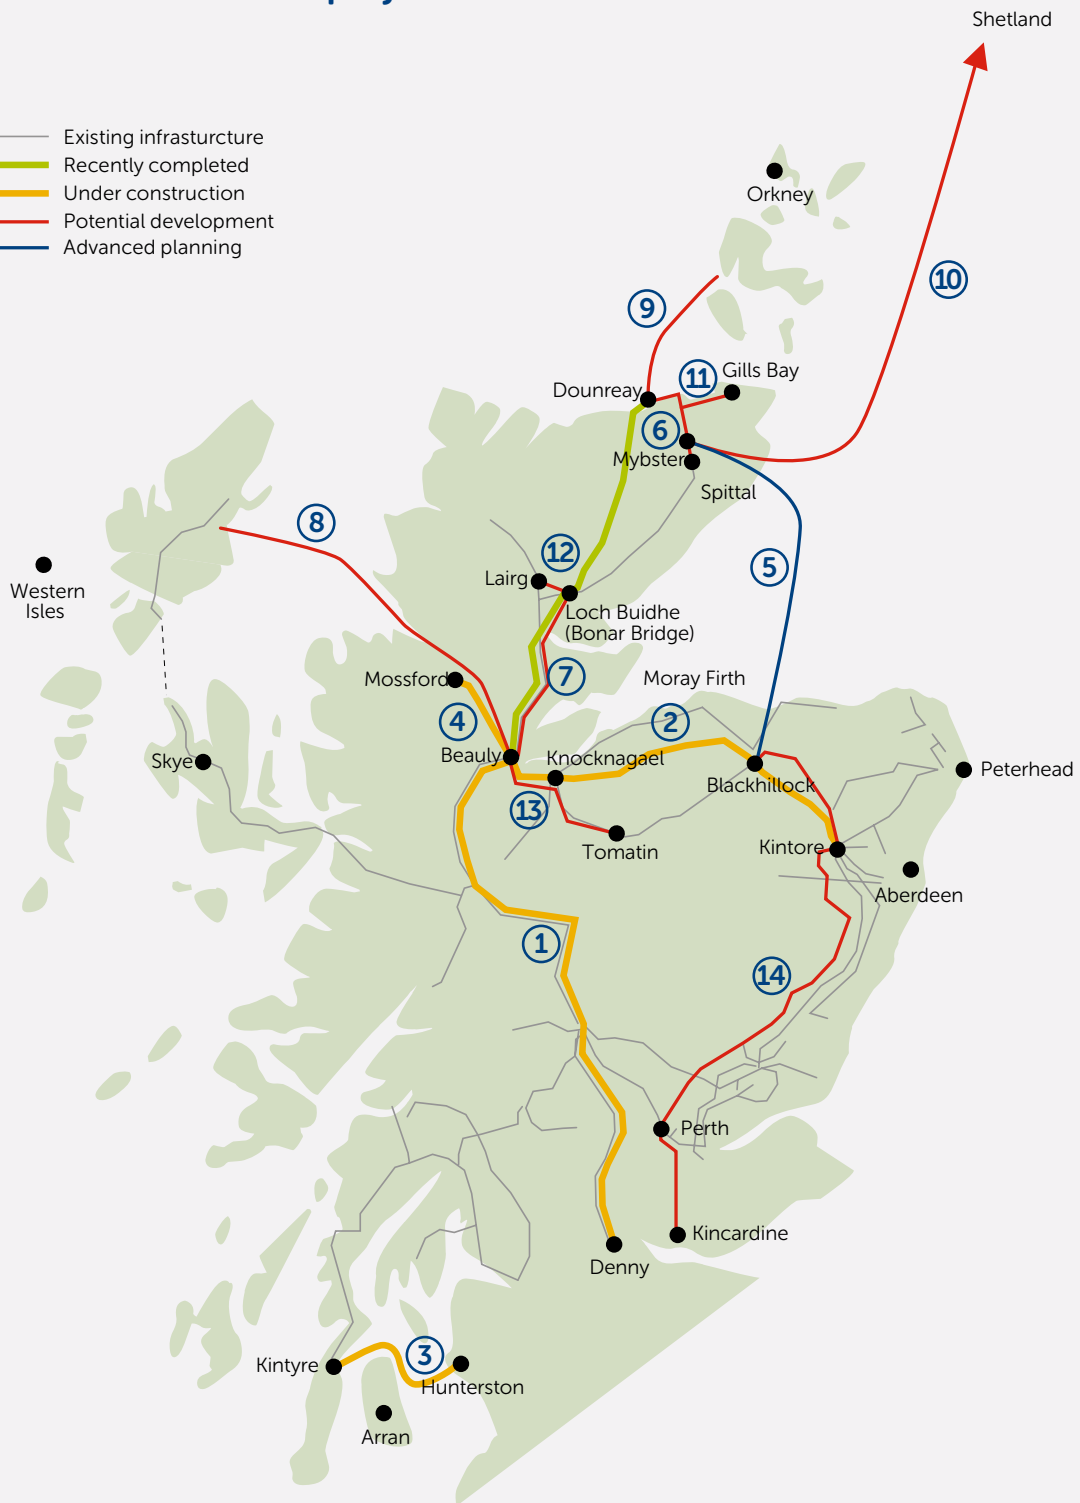 Shetland
Existing infrasturcture
Recently completed
Under construction
Potential development
Advanced planning
Orkney
10
9
Gills Bay
11
Dounreay
6
Mybster
Spittal
8
12
5
Western
Isles
Lairg
Loch Buidhe
(Bonar Bridge)
Mossford
7
Moray Firth
4
2
Beauly
Knocknagael
Skye
Peterhead
Blackhillock
13
Kintore
Tomatin
Aberdeen
1
14
Perth
Kincardine
Denny
3
Kintyre
Hunterston
Arran